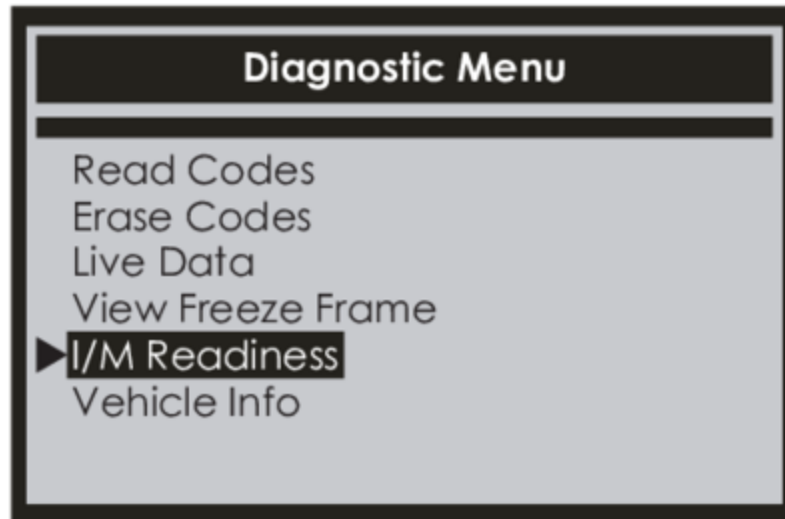 Diagnostic Menu
Read Codes
Erase Codes
Live Data
View Freeze Frame
I/M Readiness
Vehicle Info